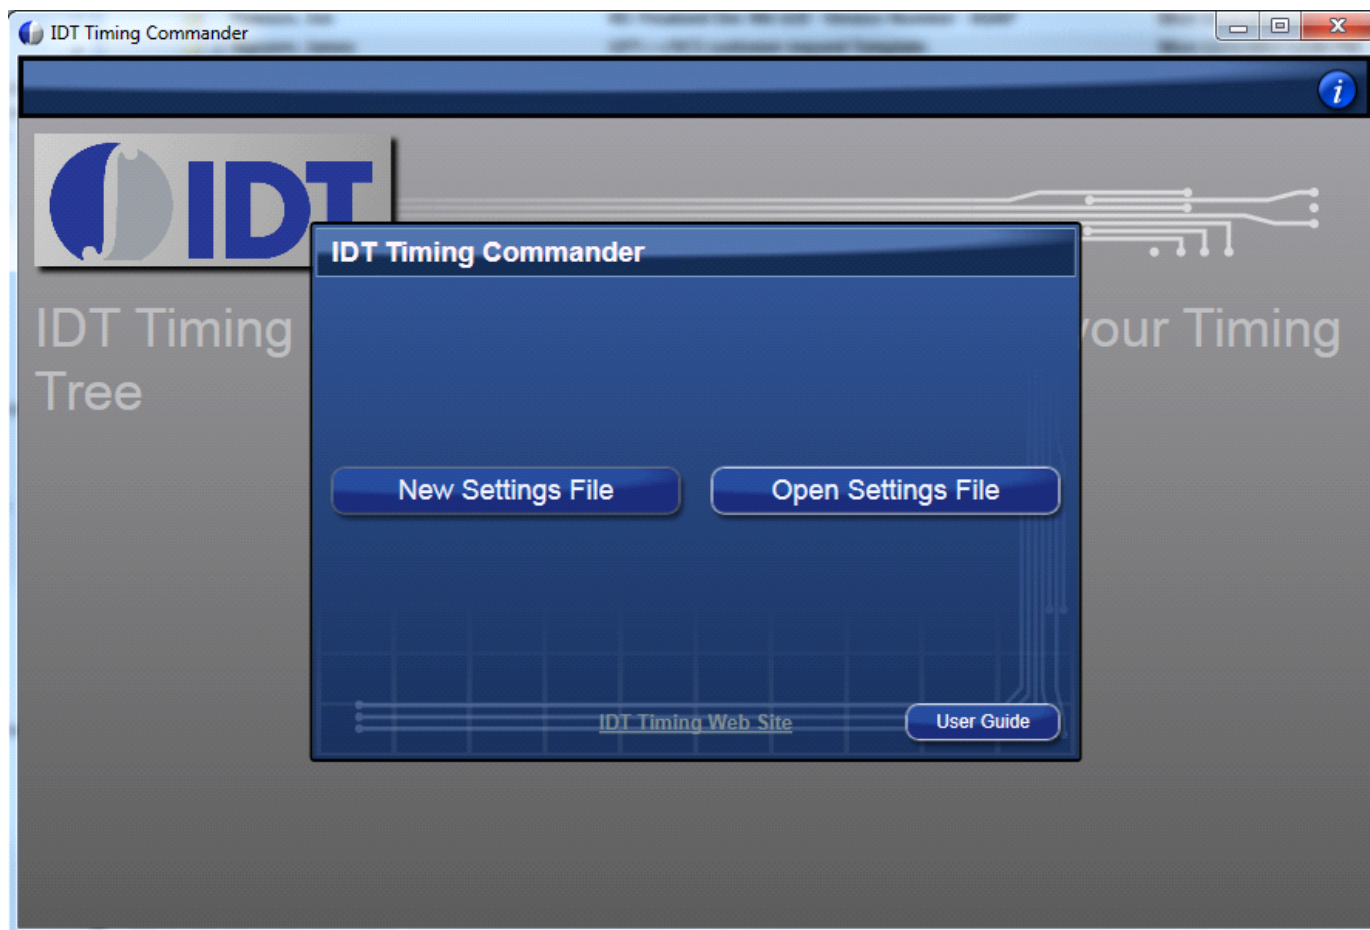 IDT Timing Commander
i
IDT
IDT Timing Commander
IDT Timing
your Timing
Tree
New Settings File
Open Settings File
IDT Timing Web Site
User Guide